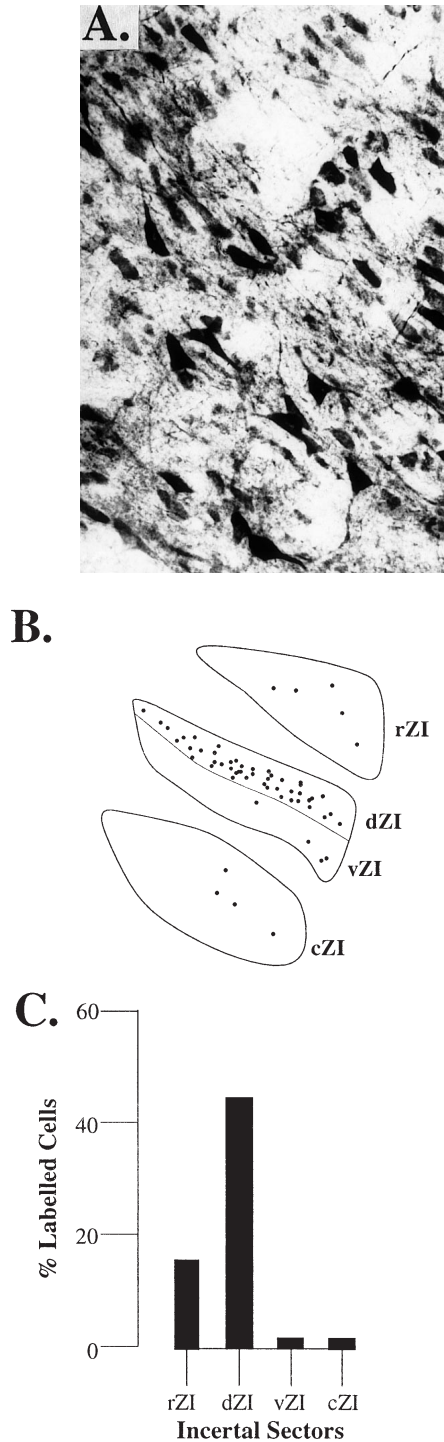 A.
B.
rZI
dZI
vZI
cZI
C.
60
40
20
0
% Labelled Cells
rZI dZI vZI cZI
Incertal Sectors